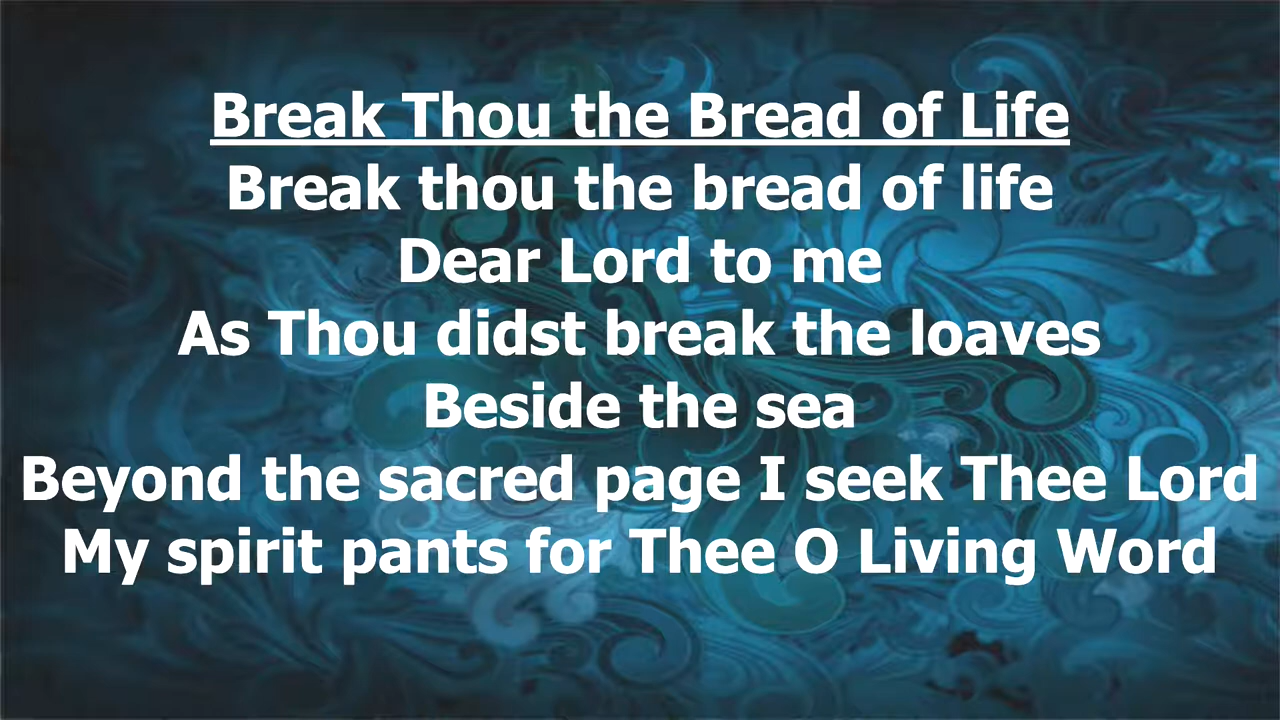 Break Thou the Bread of Life
Break thou the bread of life
Dear Lord to me
As Thou didst break the loaves
Beside the sea
Beyond the sacred page I seek Thee Lord
My spirit pants for Thee O Living Word